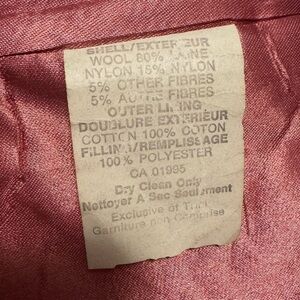 SHELL/EXTERIEUR
WOOL 80% LAINE
NYLON 15% NYLON
5% OTHER FIBRES
5% AUTRES FIBRES
OUTER LINING
DOUBLURE EXTERIEUR
COTTON 100% COTON
FILLING/REMPLISSAGE
100% POLYESTER
CA 01995
Dry Clean Only
Nettoyer A Sec Seulement
Exclusive of Trim
Garniture non Comprise